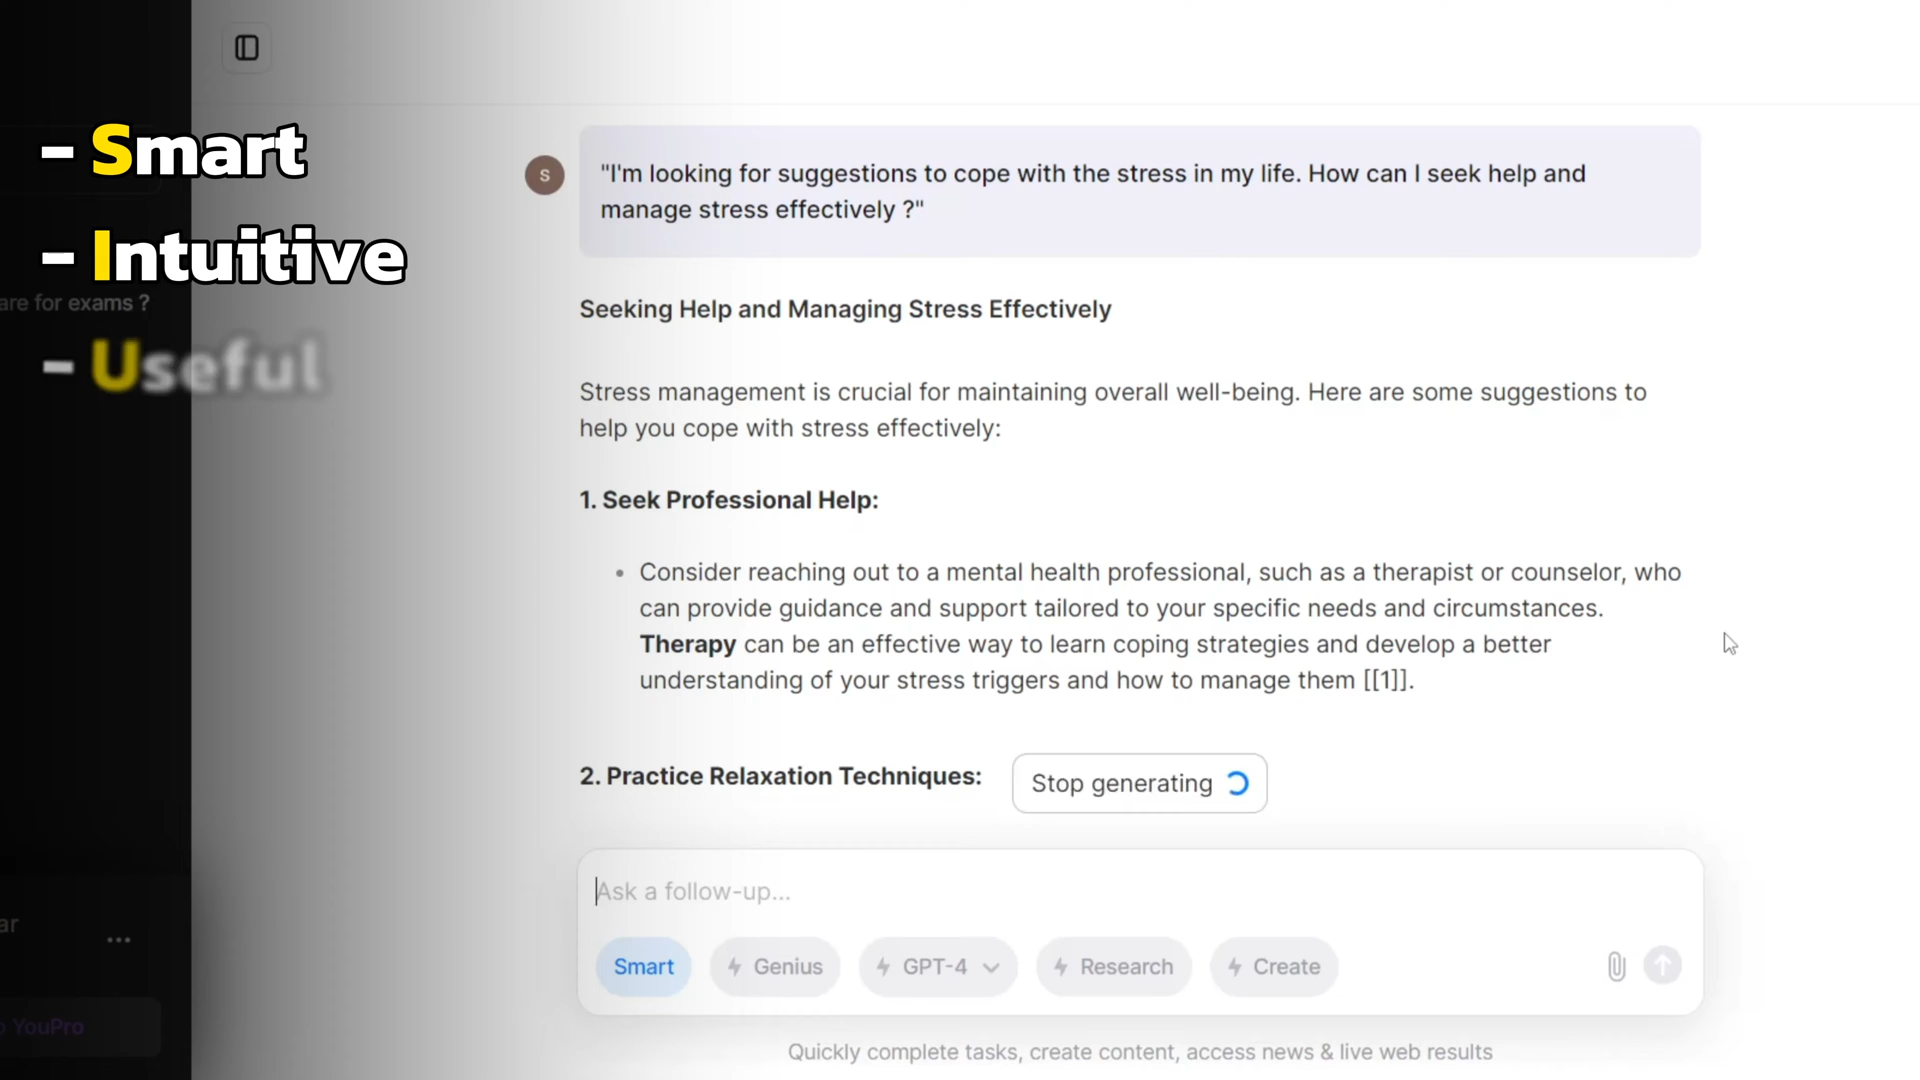 - Smart
- Intuitive
are for exams ?
- Useful
ar
YouPro
S
"I'm looking for suggestions to cope with the stress in my life. How can I seek help and
manage stress effectively ?"
Seeking Help and Managing Stress Effectively
Stress management is crucial for maintaining overall well-being. Here are some suggestions to
help you cope with stress effectively:
1. Seek Professional Help:
• Consider reaching out to a mental health professional, such as a therapist or counselor, who
can provide guidance and support tailored to your specific needs and circumstances.
Therapy can be an effective way to learn coping strategies and develop a better
understanding of your stress triggers and how to manage them [[1]].
2. Practice Relaxation Techniques:
Stop generating
Ask a follow-up...
Smart Genius GPT-4 Research Create
Quickly complete tasks, create content, access news & live web results